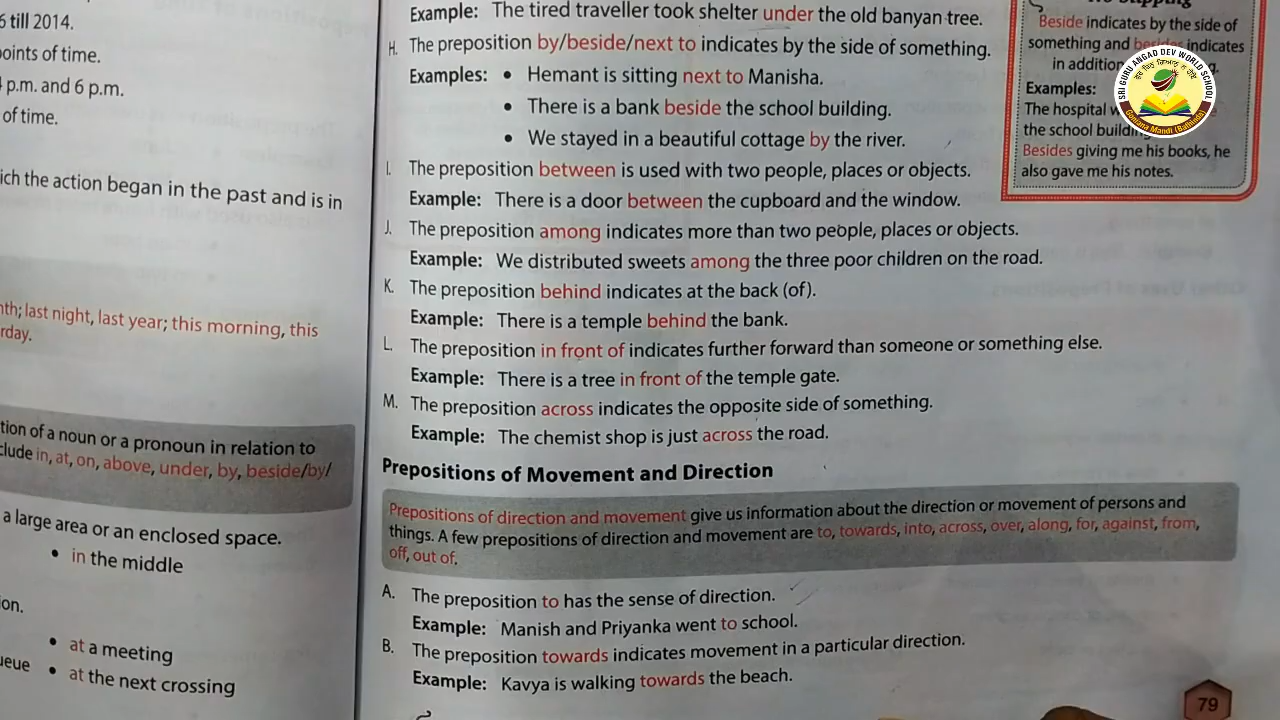 6 till 2014.
points of time.
p.m. and 6 p.m.
of time.
ich the action began in the past and is in
nth; last night, last year; this morning, this
rday.
tion of a noun or a pronoun in relation to
clude in, at, on, above, under, by, beside/by/
a large area or an enclosed space.
• in the middle
ion.
• at a meeting
ueue • at the next crossing
Example: The tired traveller took shelter under the old banyan tree.
H. The preposition by/beside/next to indicates by the side of something.
Examples: • Hemant is sitting next to Manisha.
• There is a bank beside the school building.
• We stayed in a beautiful cottage by the river.
I. The preposition between is used with two people, places or objects.
Example: There is a door between the cupboard and the window.
J. The preposition among indicates more than two people, places or objects.
Example: We distributed sweets among the three poor children on the road.
K. The preposition behind indicates at the back (of).
Example: There is a temple behind the bank.
L. The preposition in front of indicates further forward than someone or something else.
Example: There is a tree in front of the temple gate.
M. The preposition across indicates the opposite side of something.
Example: The chemist shop is just across the road.
Prepositions of Movement and Direction
Prepositions of direction and movement give us information about the direction or movement of persons and
things. A few prepositions of direction and movement are to, towards, into, across, over, along, for, against, from,
off, out of.
A. The preposition to has the sense of direction.
Example: Manish and Priyanka went to school.
B. The preposition towards indicates movement in a particular direction.
Example: Kavya is walking towards the beach.
Beside indicates by the side of
something and besides indicates
in addition
Examples:
The hospital
the school
Besides giving me his books, he
also gave me his notes.
SRI GURU ANGAD DEV WORLD SCHOOL
Goniana Mandi (Bathinda)
79